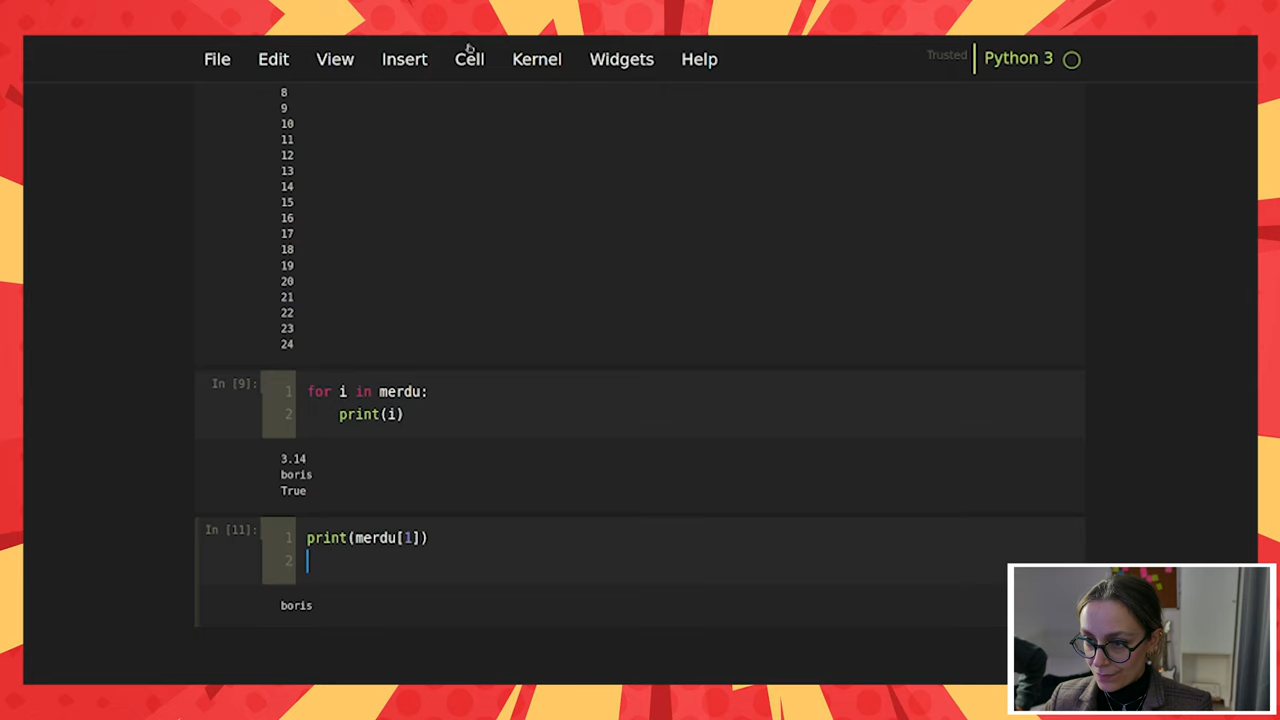 File Edit View Insert Cell Kernel Widgets Help Trusted Python 3
8
9
10
11
12
13
14
15
16
17
18
19
20
21
22
23
24
In [9]:
1 for i in merdu:
2 print(i)
3.14
boris
True
In [11]:
1 print(merdu[1])
2
boris